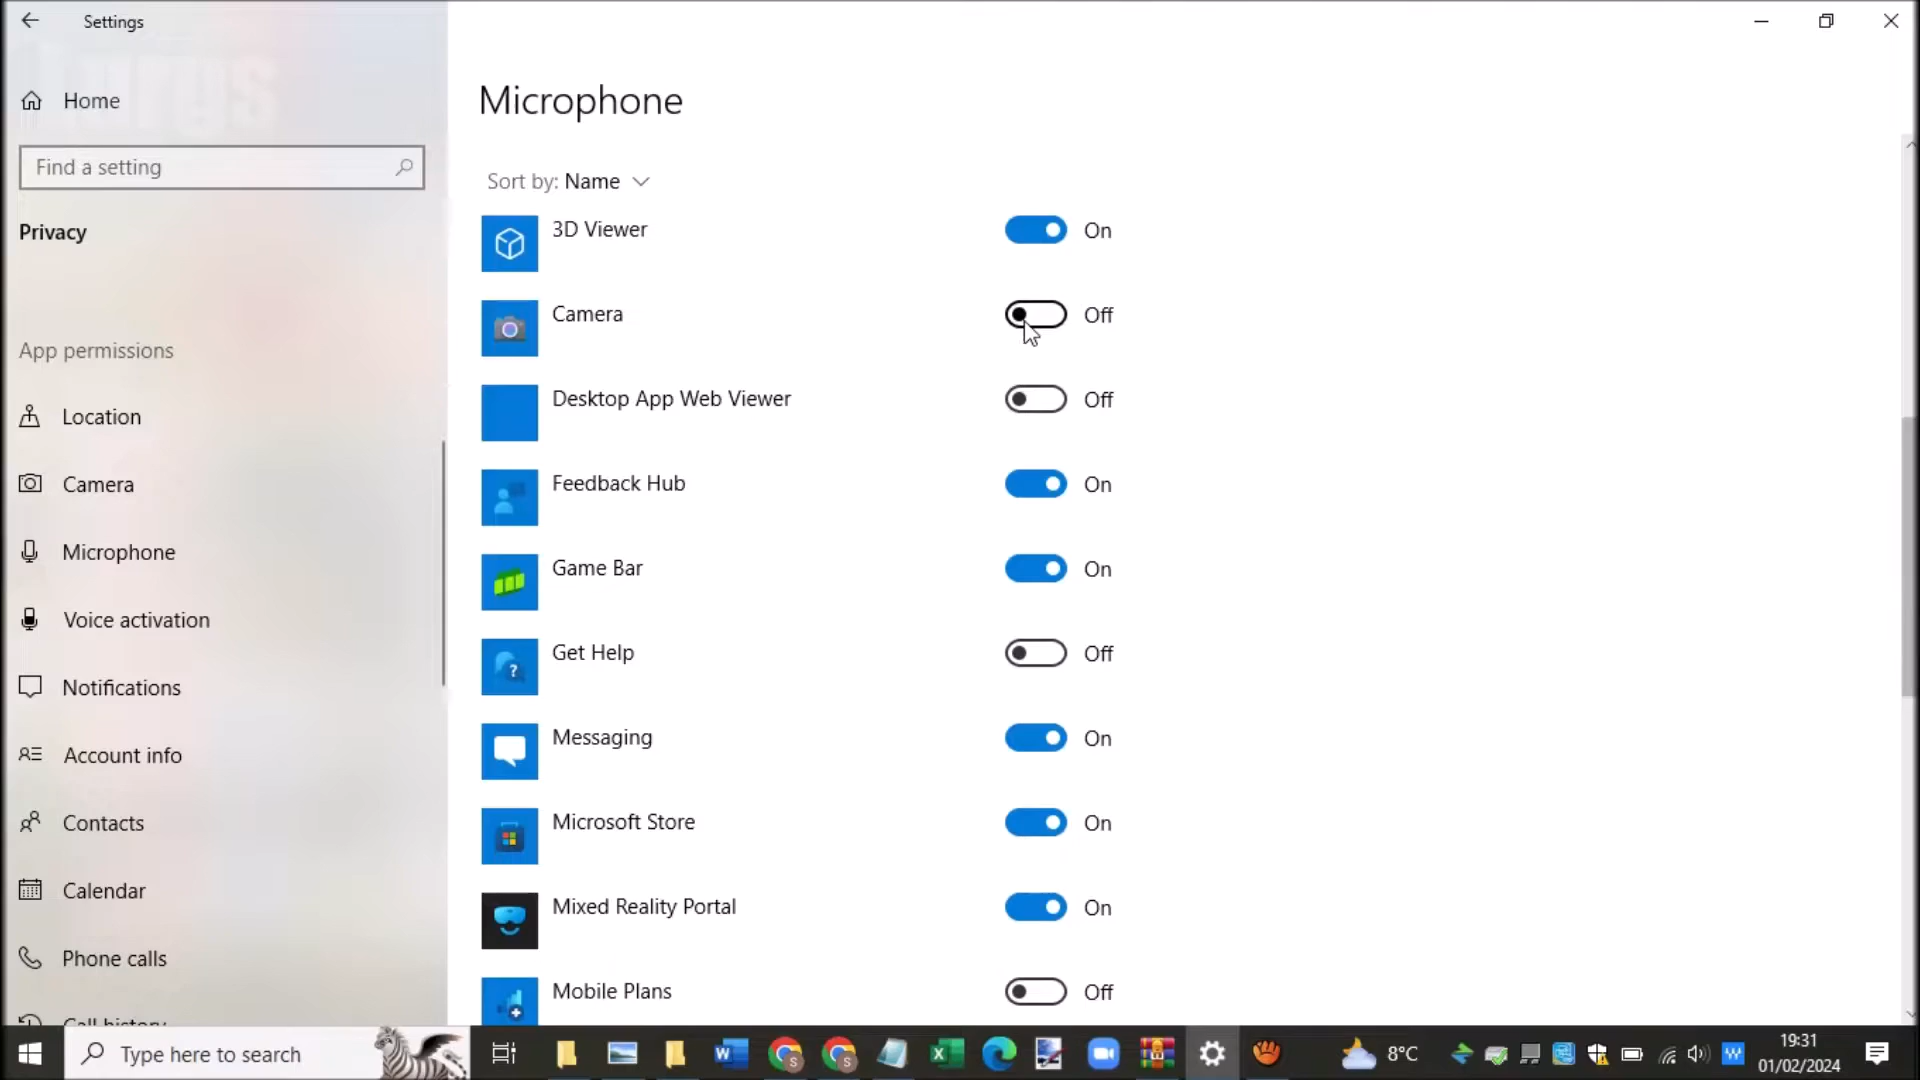 Settings
Home
Find a setting
Privacy
App permissions
Location
Camera
Microphone
Voice activation
Notifications
Account info
Contacts
Calendar
Phone calls
Call history
Microphone
Sort by: Name
3D Viewer On
Camera Off
Desktop App Web Viewer Off
Feedback Hub On
Game Bar On
Get Help Off
Messaging On
Microsoft Store On
Mixed Reality Portal On
Mobile Plans Off
Type here to search
8°C
19:31
01/02/2024